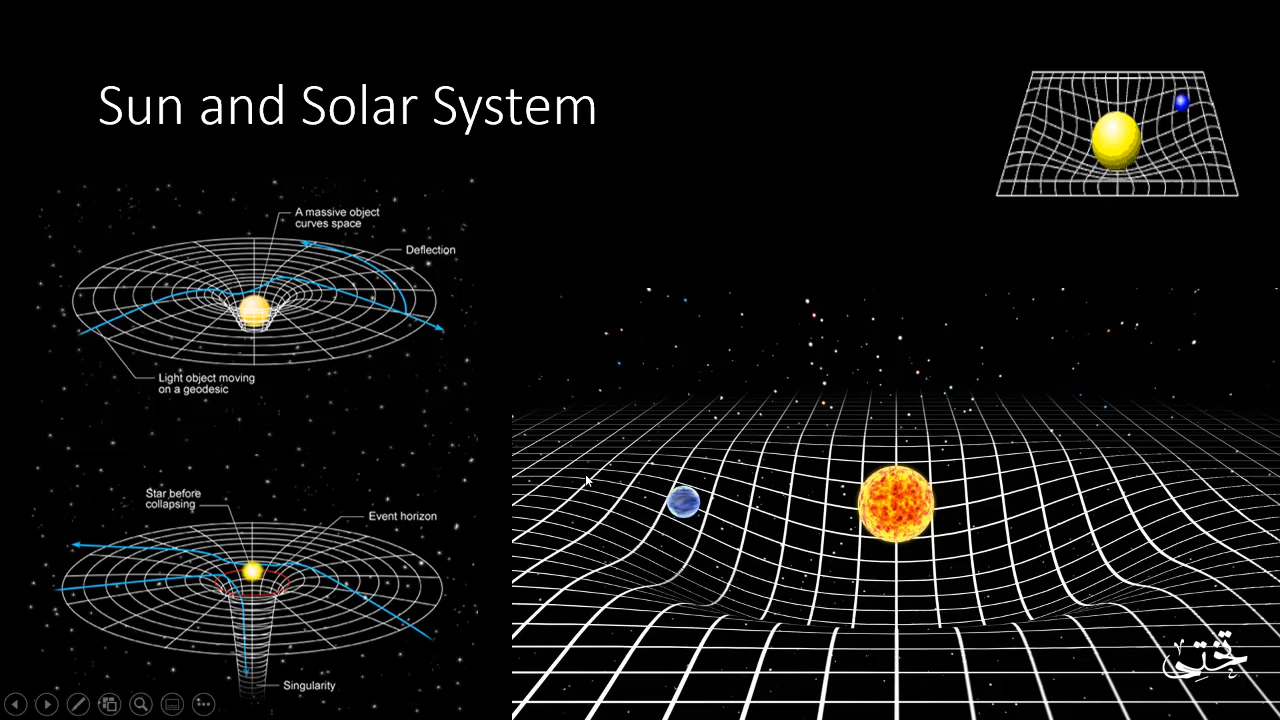 Sun and Solar System
A massive object
curves space
Deflection
Light object moving
on a geodesic
Star before
collapsing
Event horizon
Singularity
تختی